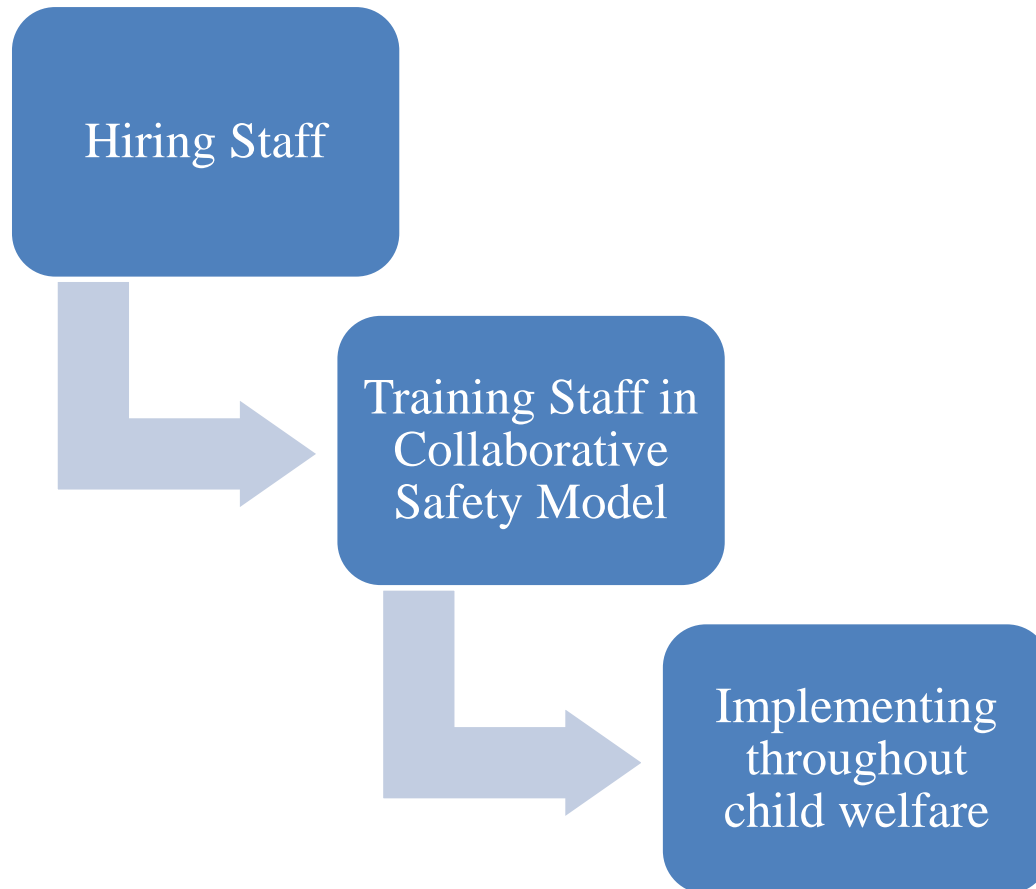 Hiring Staff
Training Staff in
Collaborative
Safety Model
Implementing
throughout
child welfare